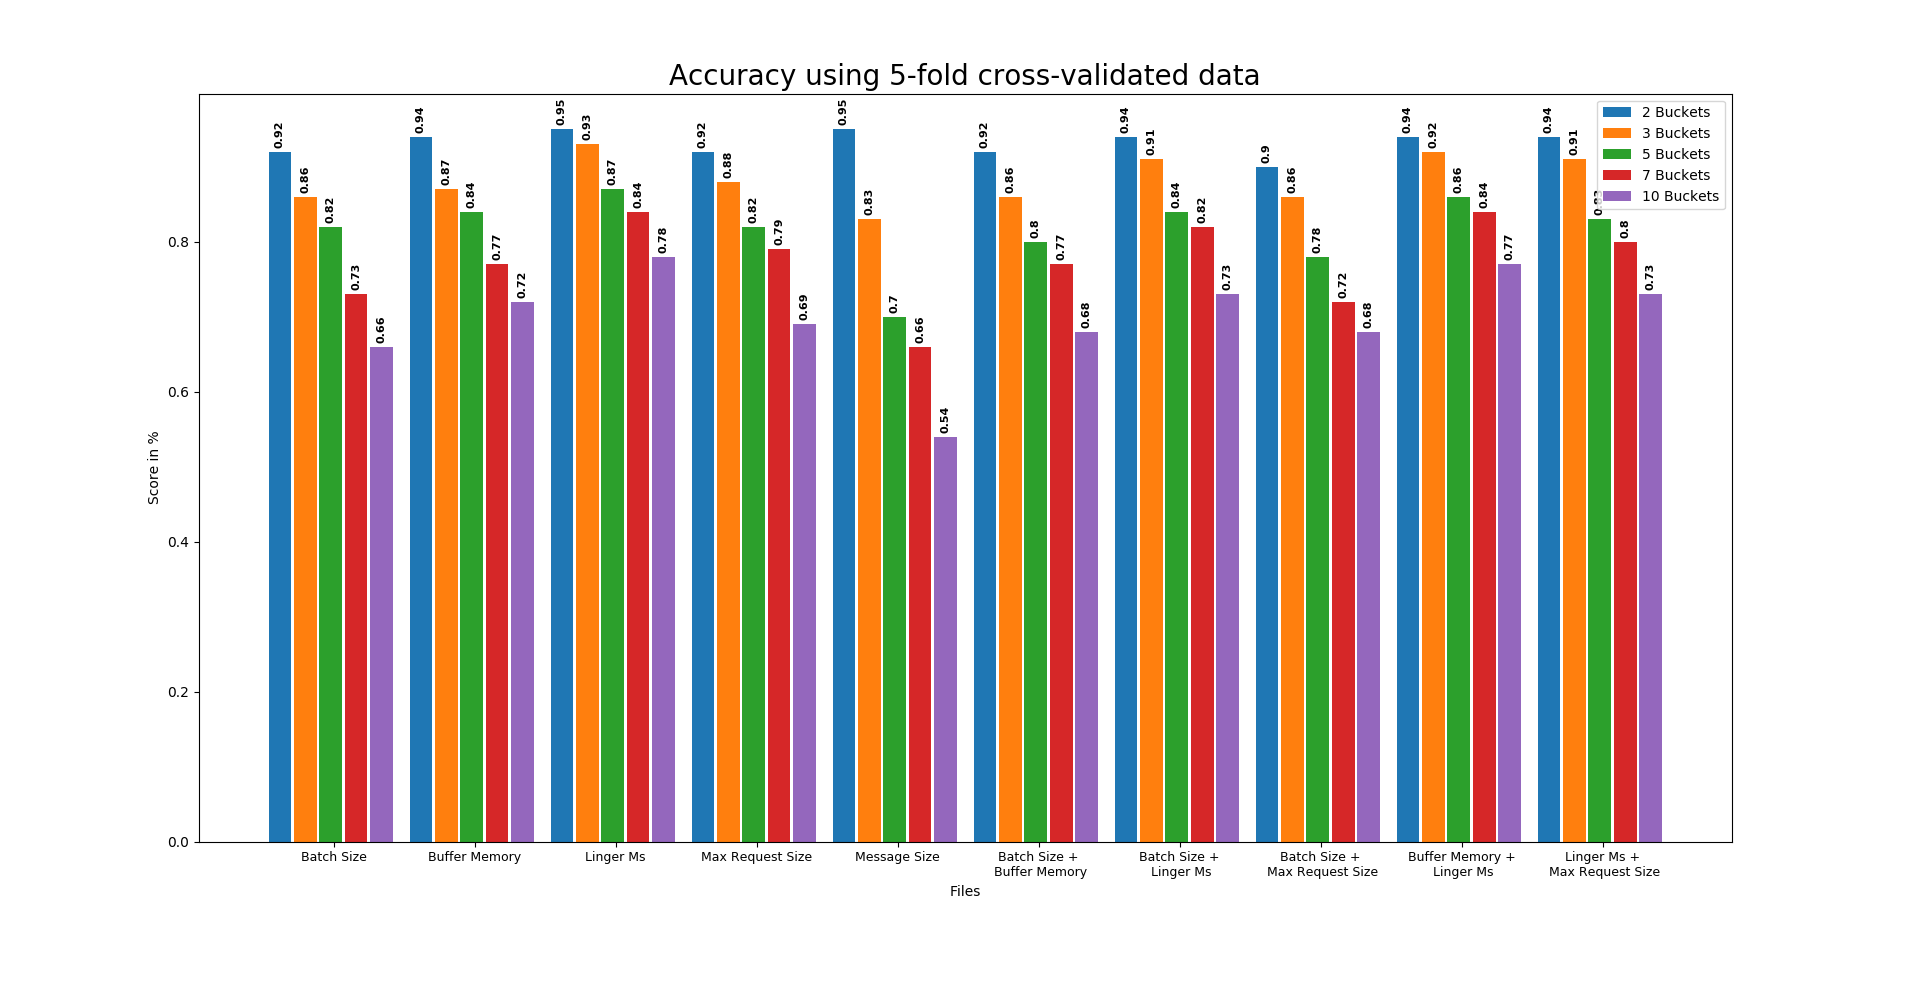 Accuracy using 5-fold cross-validated data
2 Buckets
3 Buckets
5 Buckets
7 Buckets
10 Buckets
0.92
0.86
0.82
0.73
0.66
0.94
0.87
0.84
0.77
0.72
0.95
0.93
0.87
0.84
0.78
0.92
0.88
0.82
0.79
0.69
0.95
0.83
0.7
0.66
0.54
0.92
0.86
0.8
0.77
0.68
0.94
0.91
0.84
0.82
0.73
0.9
0.86
0.78
0.72
0.68
0.94
0.92
0.86
0.84
0.77
0.94
0.91
0.8
0.73
Score in %
0.8
0.6
0.4
0.2
0.0
Batch Size
Buffer Memory
Linger Ms
Max Request Size
Message Size
Batch Size +
Buffer Memory
Batch Size +
Linger Ms
Batch Size +
Max Request Size
Buffer Memory +
Linger Ms
Linger Ms +
Max Request Size
Files